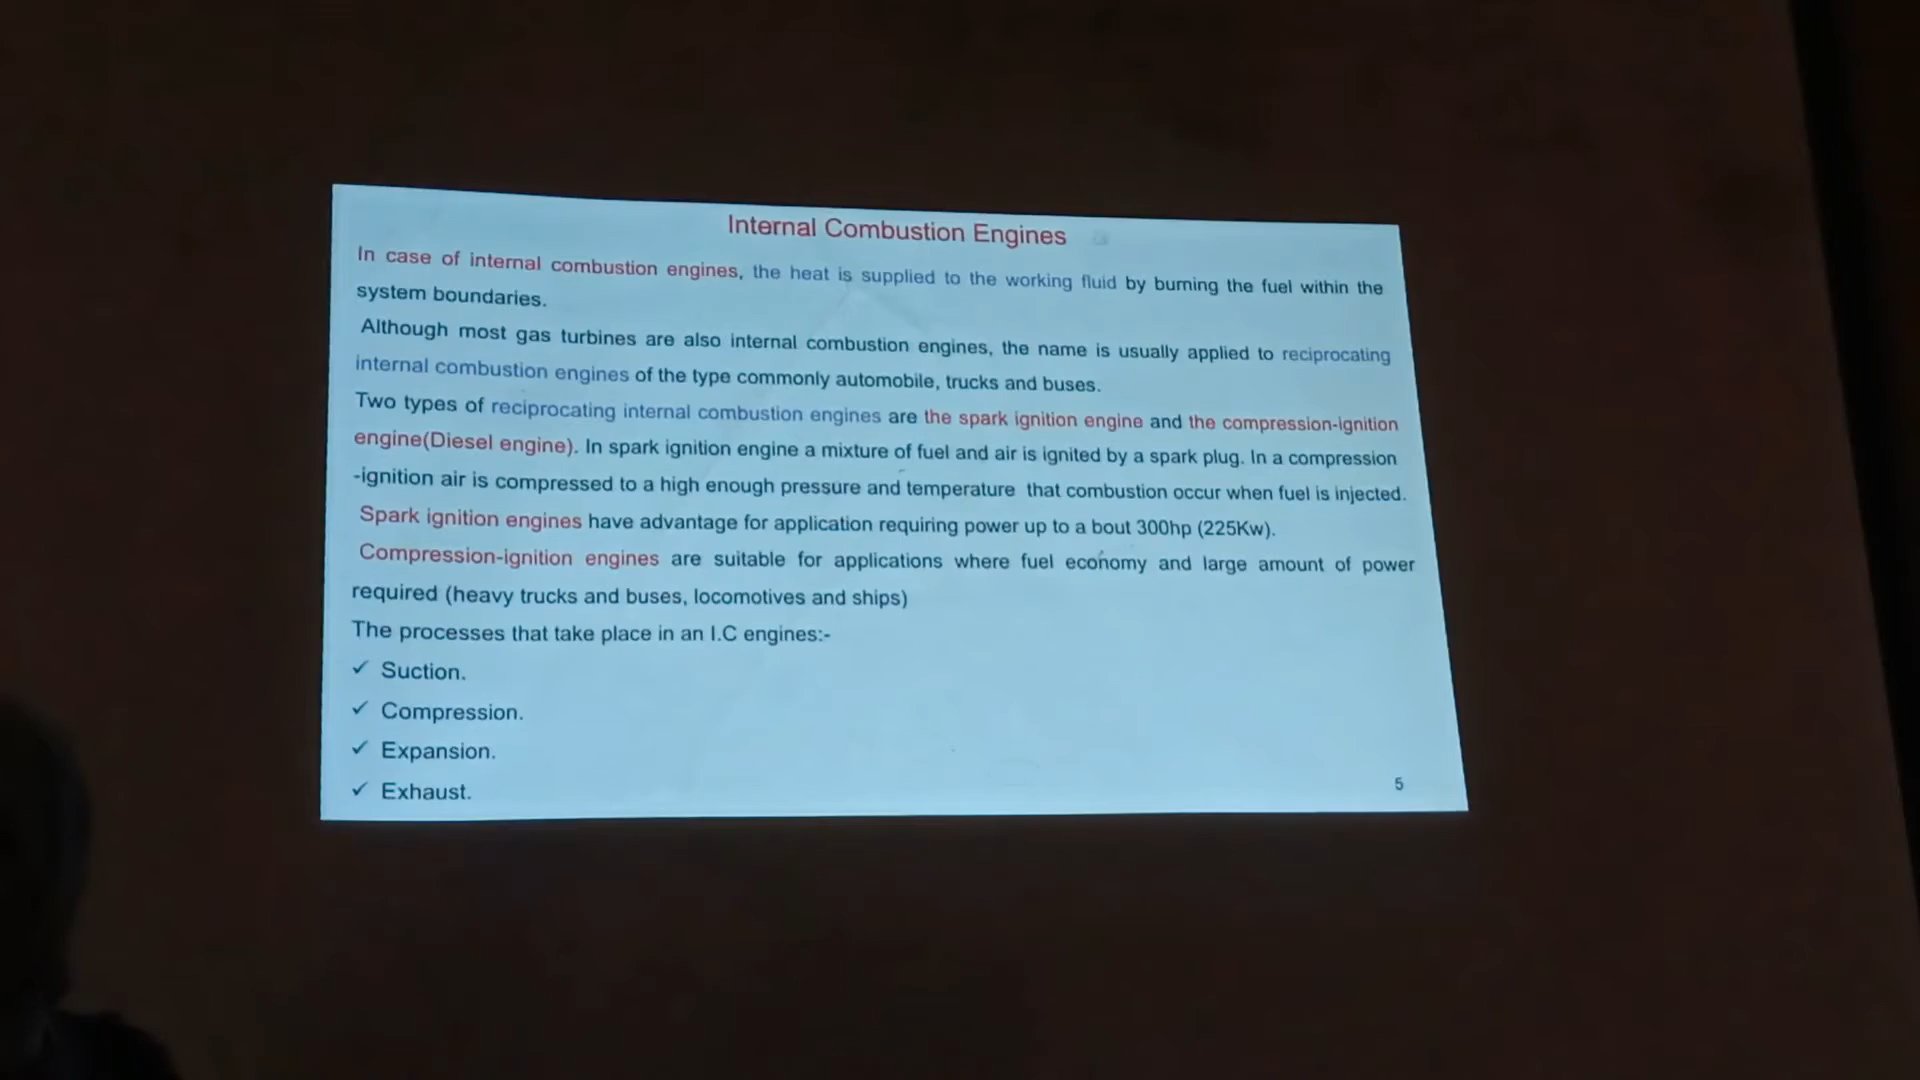 Internal Combustion Engines
In case of internal combustion engines, the heat is supplied to the working fluid by burning the fuel within the
system boundaries.
Although most gas turbines are also internal combustion engines, the name is usually applied to reciprocating
internal combustion engines of the type commonly automobile, trucks and buses.
Two types of reciprocating internal combustion engines are the spark ignition engine and the compression-ignition
engine(Diesel engine). In spark ignition engine a mixture of fuel and air is ignited by a spark plug. In a compression
-ignition air is compressed to a high enough pressure and temperature that combustion occur when fuel is injected.
Spark ignition engines have advantage for application requiring power up to a bout 300hp (225Kw).
Compression-ignition engines are suitable for applications where fuel economy and large amount of power
required (heavy trucks and buses, locomotives and ships)
The processes that take place in an I.C engines:-
✓ Suction.
✓ Compression.
✓ Expansion.
✓ Exhaust.
5